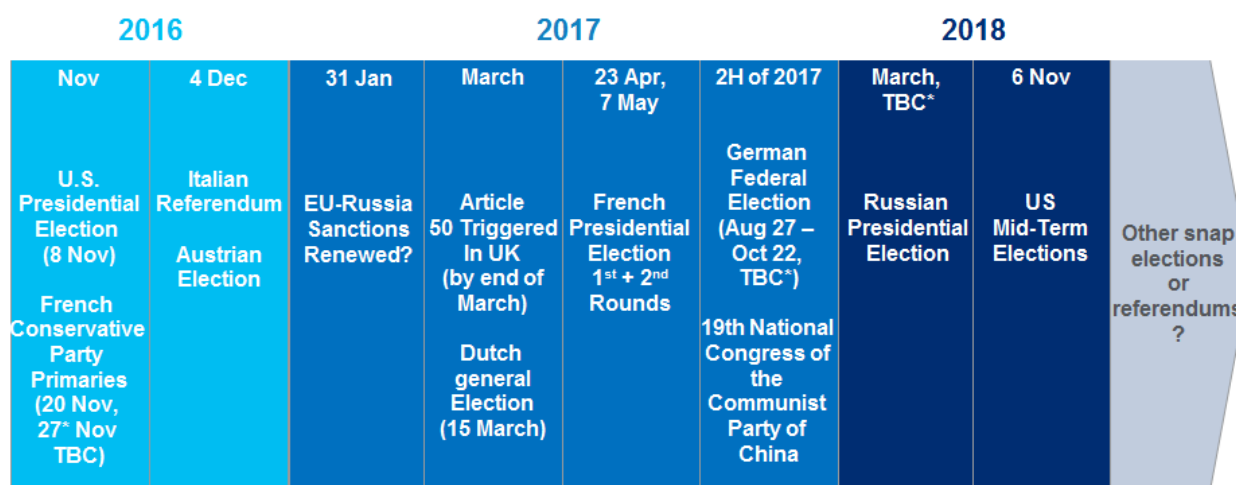 2016
2017
2018
Nov
U.S.
Presidential
Election
(8 Nov)
French
Conservative
Party
Primaries
(20 Nov,
27* Nov
TBC)
4 Dec
Italian
Referendum
Austrian
Election
31 Jan
EU-Russia
Sanctions
Renewed?
March
Article
50 Triggered
In UK
(by end of
March)
Dutch
general
Election
(15 March)
23 Apr,
7 May
French
Presidential
Election
1st + 2nd
Rounds
2H of 2017
German
Federal
Election
(Aug 27 –
Oct 22,
TBC*)
19th National
Congress of
the
Communist
Party of
China
March,
TBC*
Russian
Presidential
Election
6 Nov
US
Mid-Term
Elections
Other snap
elections
or
referendums
?